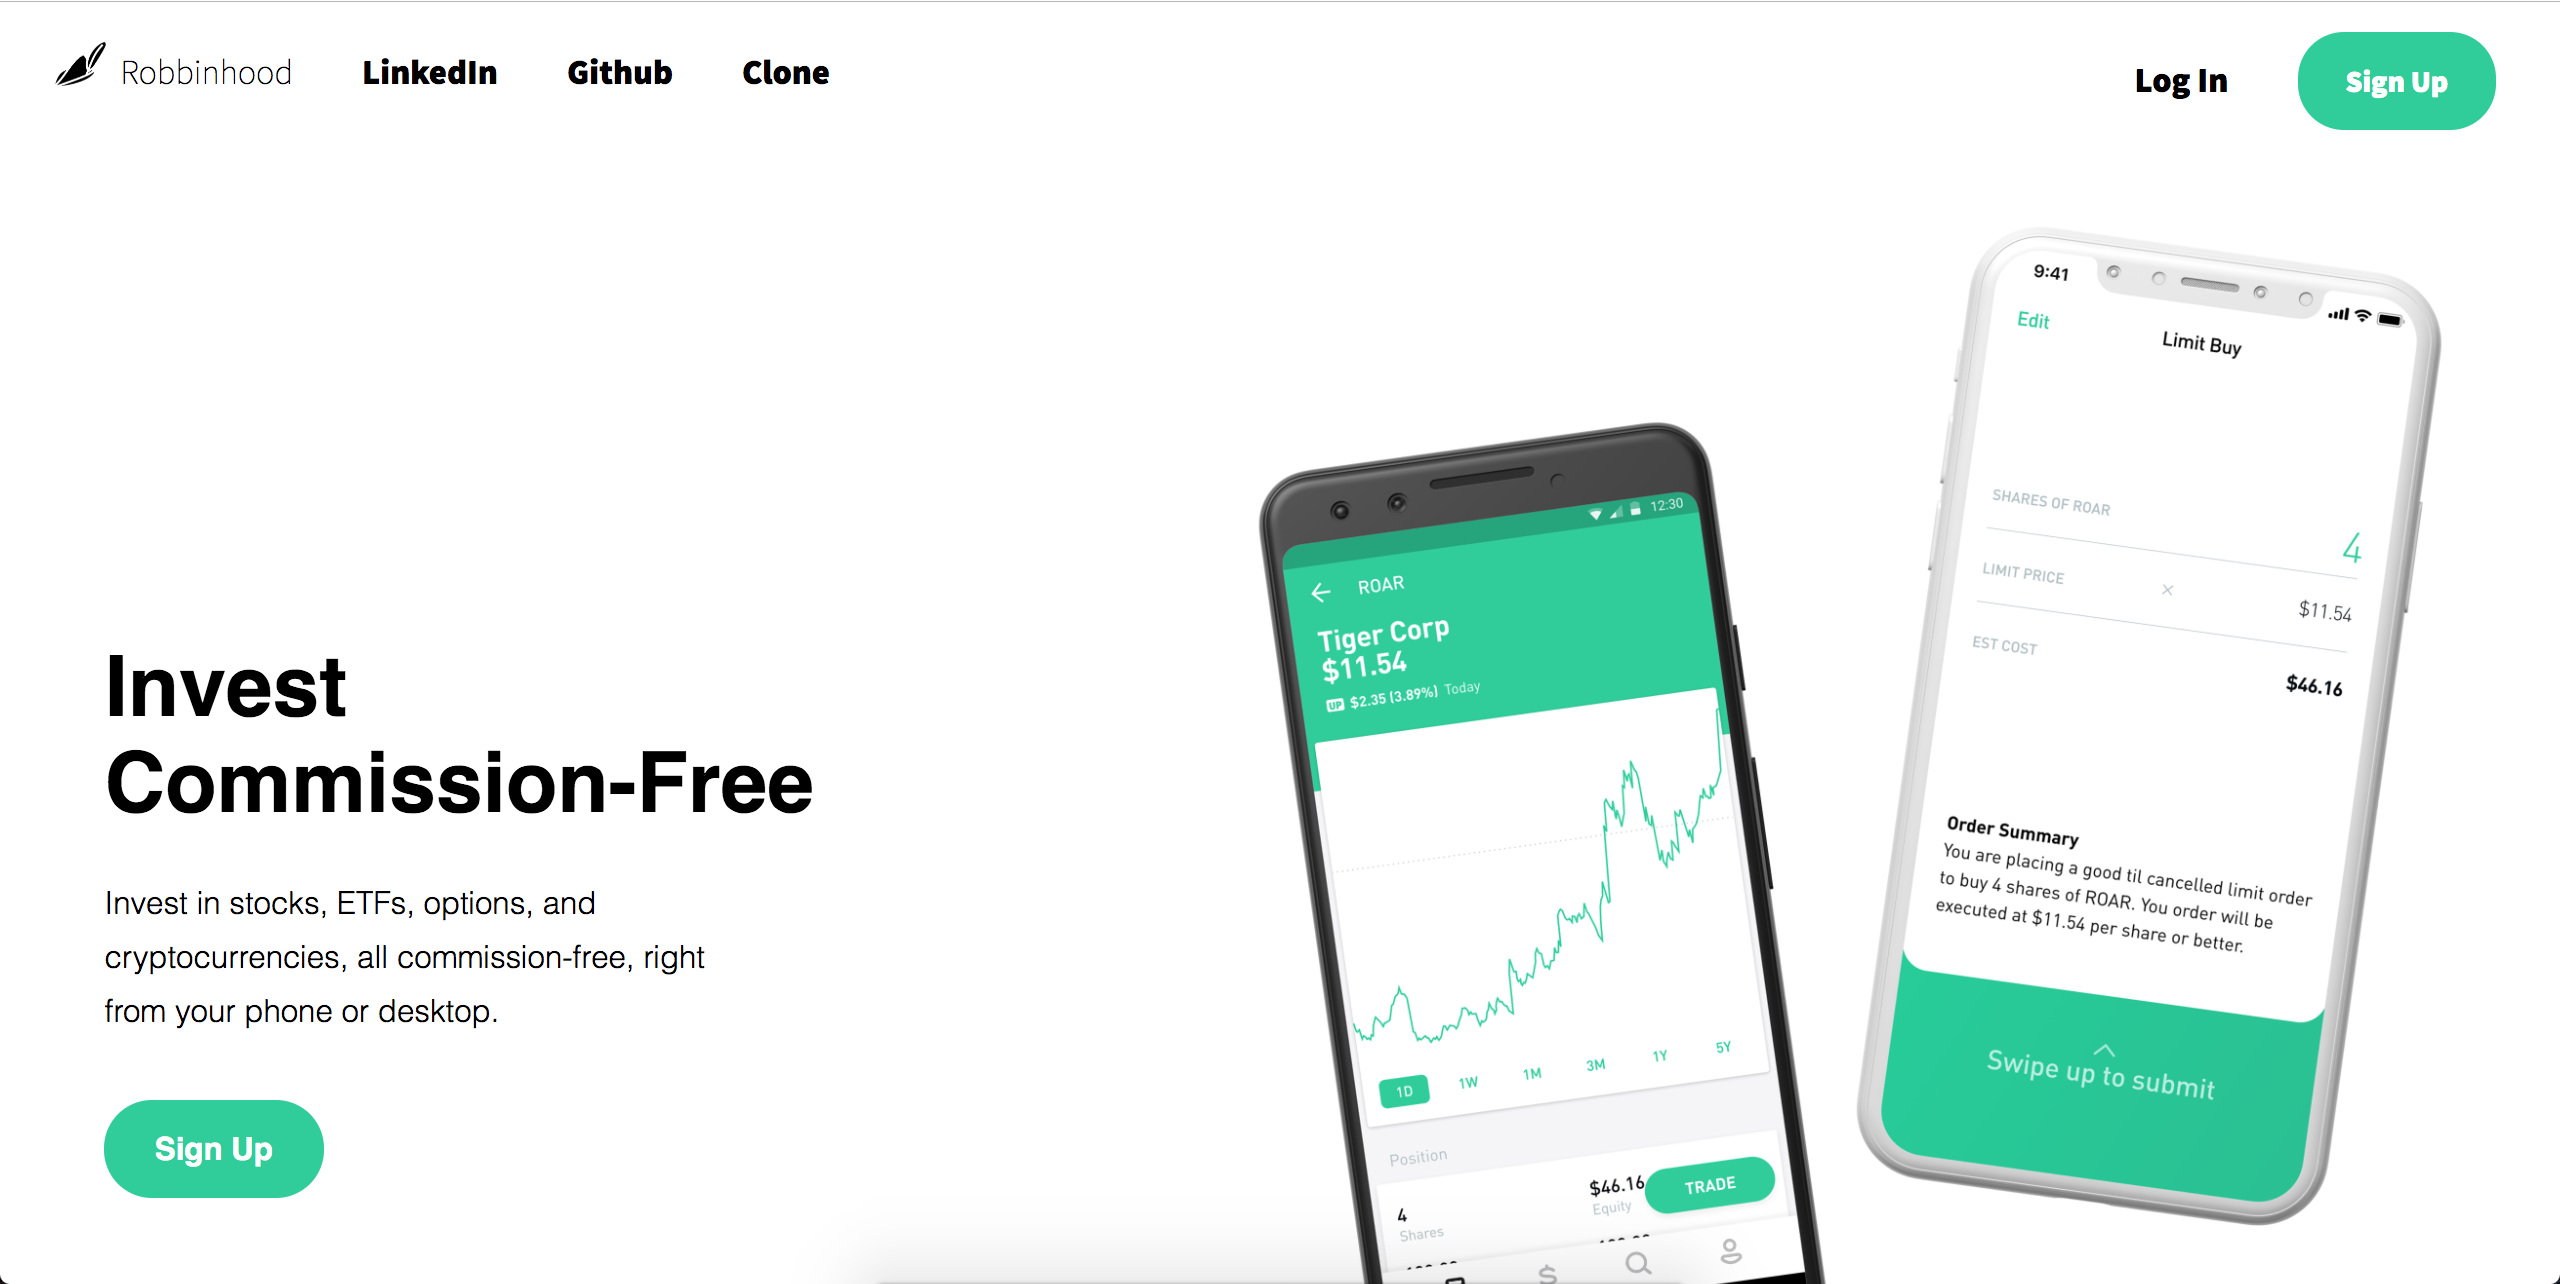 Robbinhood
LinkedIn
Github
Clone
Log In
Sign Up
Invest
Commission-Free
Invest in stocks, ETFs, options, and
cryptocurrencies, all commission-free, right
from your phone or desktop.
Sign Up
12:30
ROAR
Tiger Corp
$11.54
UP $2.35 (3.89%) Today
1D 1W 1M 3M 1Y 5Y
Position
4
Shares
$46.16
Equity
TRADE
9:41
Edit
Limit Buy
SHARES OF ROAR
4
LIMIT PRICE × $11.54
EST COST
$46.16
Order Summary
You are placing a good til cancelled limit order
to buy 4 shares of ROAR. You order will be
executed at $11.54 per share or better.
Swipe up to submit